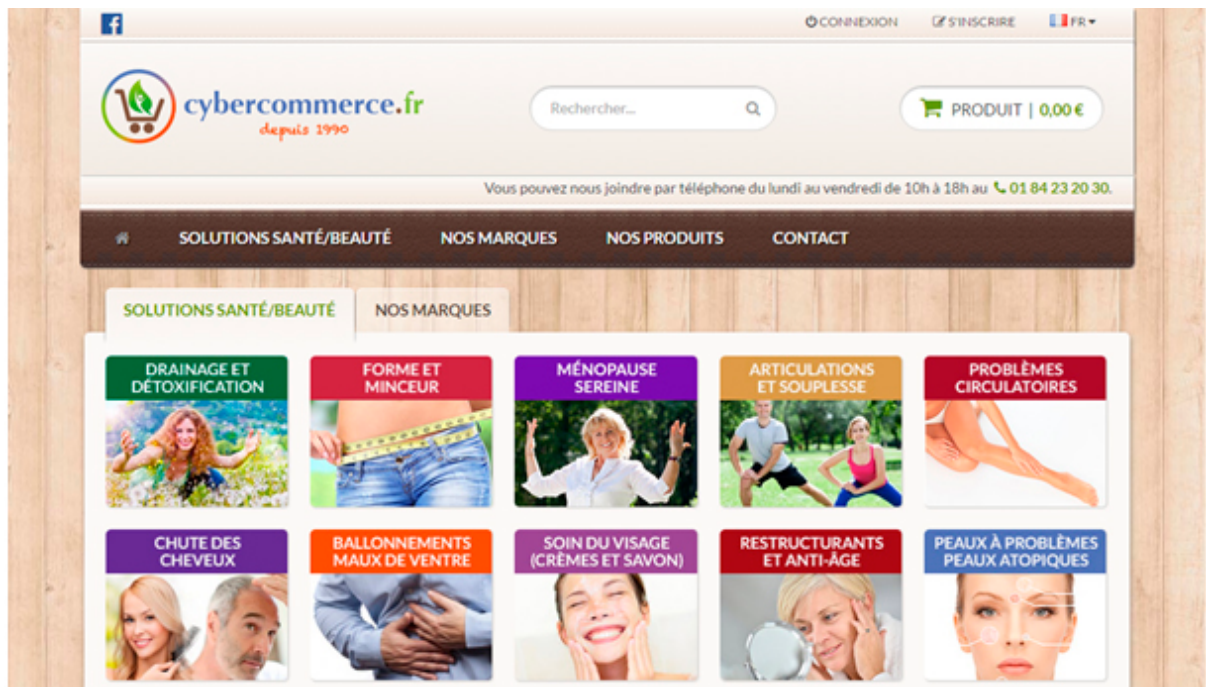 CONNEXION S'INSCRIRE FR
cybercommerce.fr
depuis 1990
Rechercher...
PRODUIT | 0,00 €
Vous pouvez nous joindre par téléphone du lundi au vendredi de 10h à 18h au 01 84 23 20 30.
SOLUTIONS SANTÉ/BEAUTÉ NOS MARQUES NOS PRODUITS CONTACT
SOLUTIONS SANTÉ/BEAUTÉ NOS MARQUES
DRAINAGE ET
DÉTOXIFICATION
FORME ET
MINCEUR
MÉNOPAUSE
SEREINE
ARTICULATIONS
ET SOUPLESSE
PROBLÈMES
CIRCULATOIRES
CHUTE DES
CHEVEUX
BALLONNEMENTS
MAUX DE VENTRE
SOIN DU VISAGE
(CRÈMES ET SAVON)
RESTRUCTURANTS
ET ANTI-ÂGE
PEAUX À PROBLÈMES
PEAUX ATOPIQUES